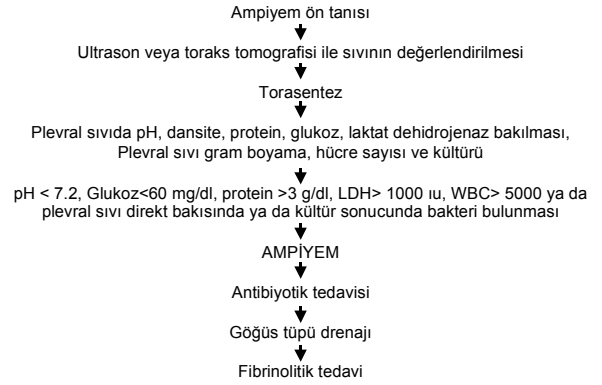 Ampiyem ön tanısı
Ultrason veya toraks tomografisi ile sıvının değerlendirilmesi
Torasentez
Plevral sıvıda pH, dansite, protein, glukoz, laktat dehidrojenaz bakılması,
Plevral sıvı gram boyama, hücre sayısı ve kültürü
pH < 7.2, Glukoz<60 mg/dl, protein >3 g/dl, LDH> 1000 ıu, WBC> 5000 ya da
plevral sıvı direkt bakısında ya da kültür sonucunda bakteri bulunması
AMPİYEM
Antibiyotik tedavisi
Göğüs tüpü drenajı
Fibrinolitik tedavi